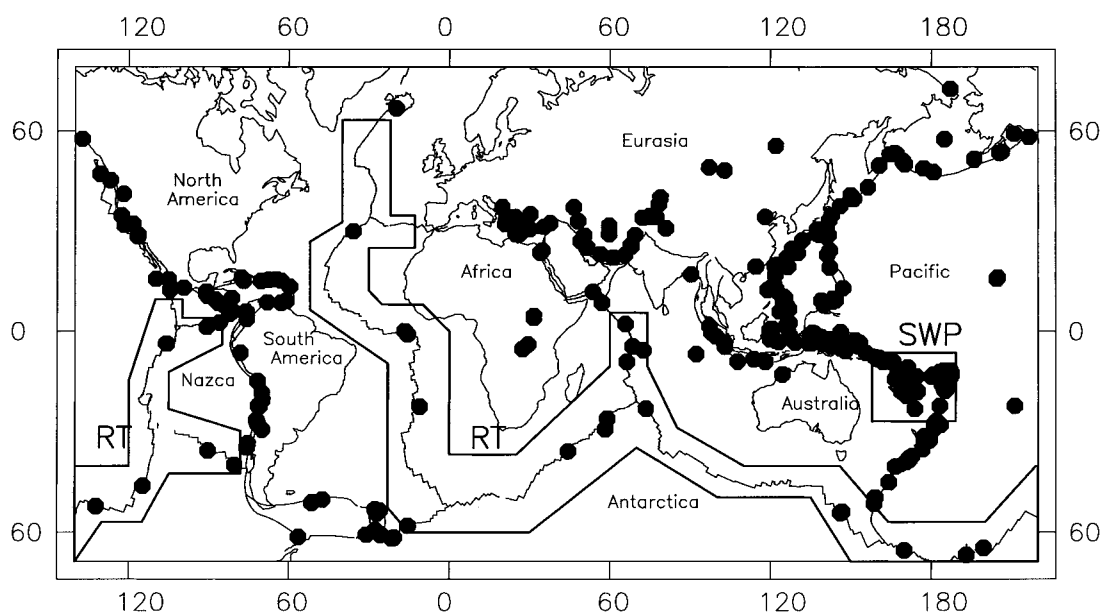 120 60 0 60 120 180
60 60
Eurasia
North
America
Africa
Pacific
0 0
SWP
South
America
Nazca
Australia
RT RT
Antarctica
60 60
120 60 0 60 120 180